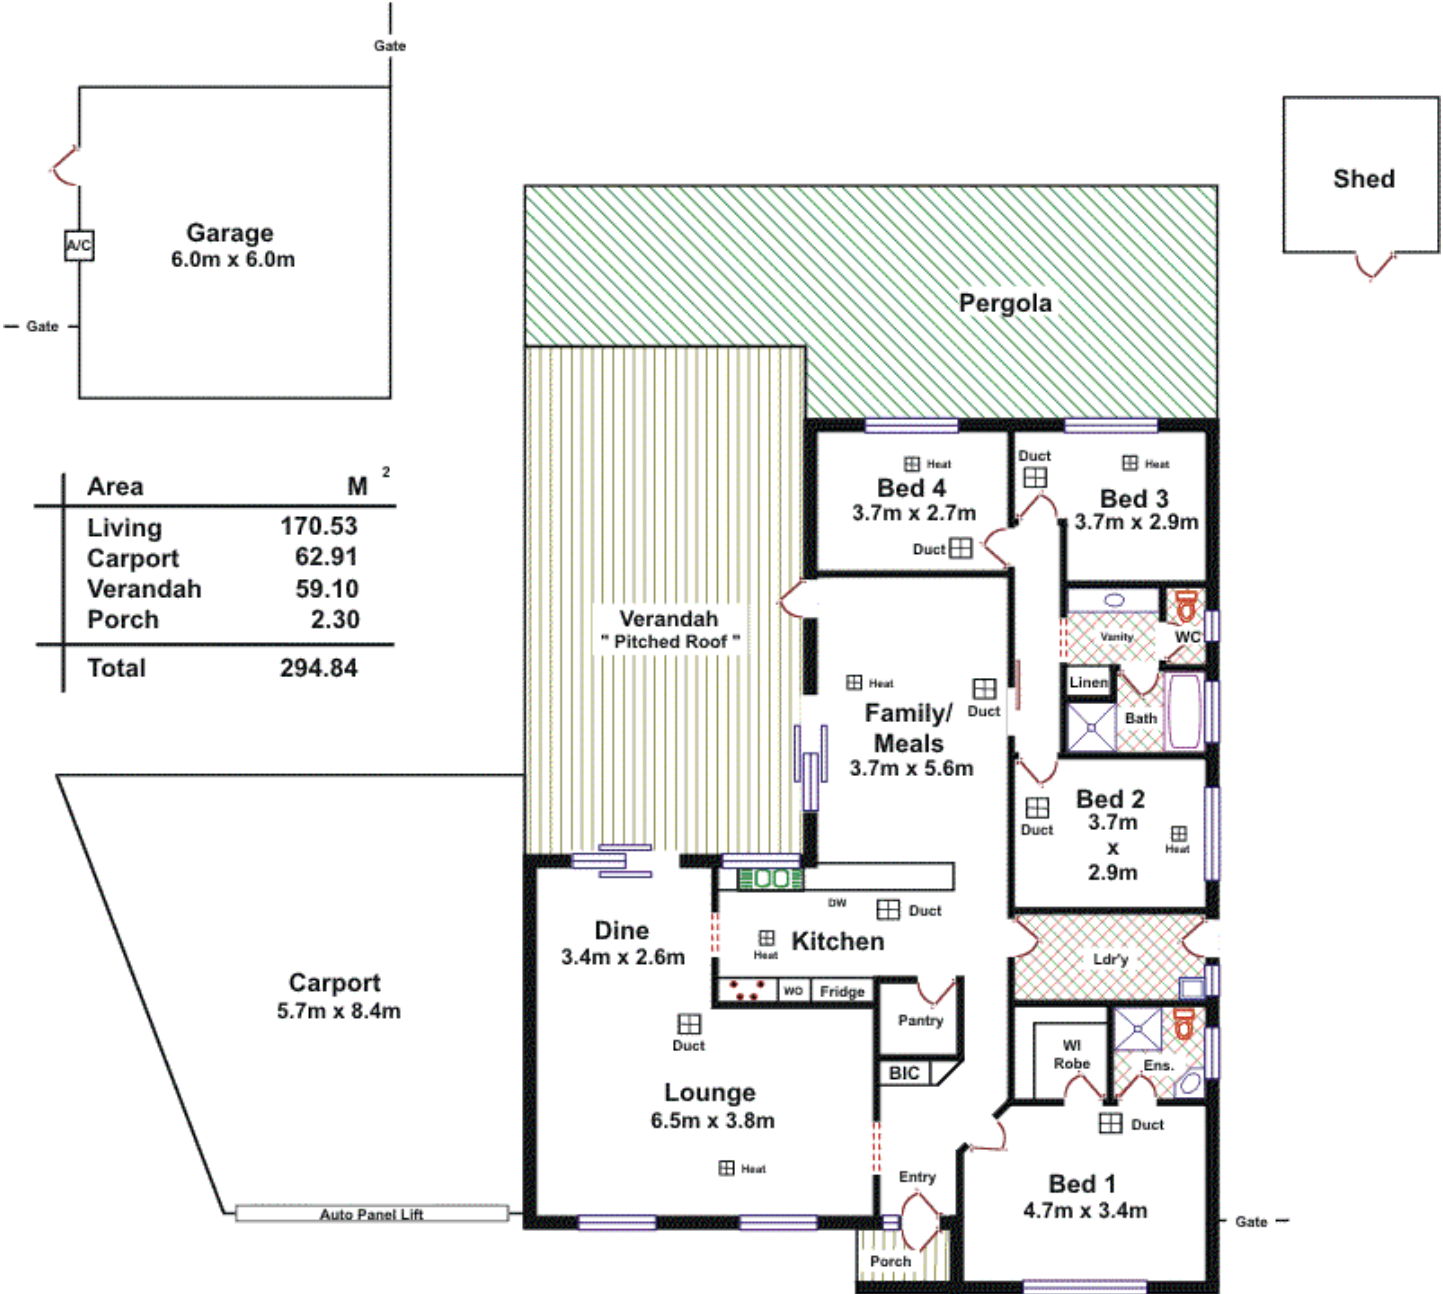 Gate
Garage
6.0m x 6.0m
A/C
Gate
Shed
Pergola
Area M 2
Living 170.53
Carport 62.91
Verandah 59.10
Porch 2.30
Total 294.84
Verandah
" Pitched Roof "
Heat
Bed 4
3.7m x 2.7m
Duct
Duct
Heat
Bed 3
3.7m x 2.9m
Vanity
WC
Linen
Bath
Heat
Duct
Family/
Meals
3.7m x 5.6m
Bed 2
3.7m
x
2.9m
Duct
Heat
Dine
3.4m x 2.6m
DW
Duct
Heat
Kitchen
WO
Fridge
Ldr'y
Carport
5.7m x 8.4m
Auto Panel Lift
Duct
Pantry
BIC
WI
Robe
Ens.
Lounge
6.5m x 3.8m
Heat
Duct
Entry
Bed 1
4.7m x 3.4m
Gate
Porch